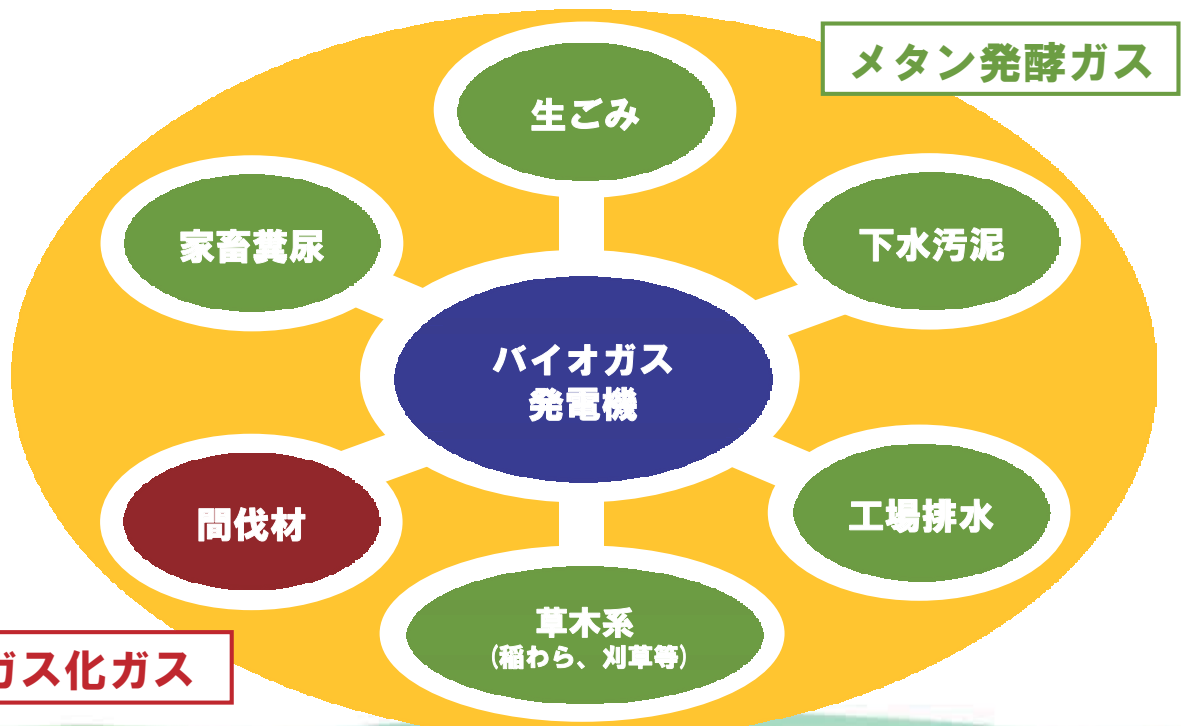 メタン発酵ガス
生ごみ
家畜糞尿
下水汚泥
バイオガス
発電機
間伐材
工場排水
草木系
(稲わら、刈草等)
ガス化ガス